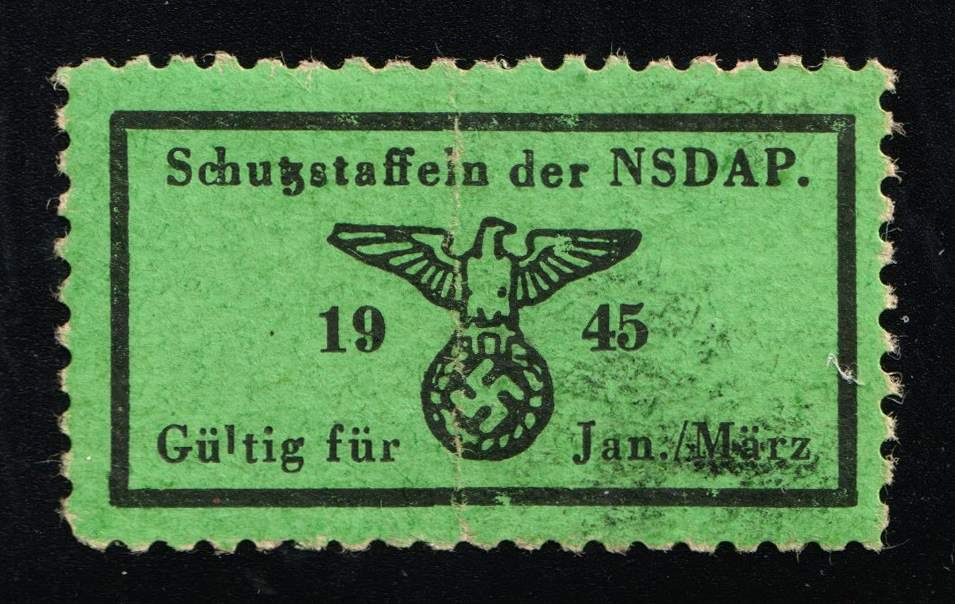 Schutzstaffeln der NSDAP.
19 45
Gültig für Jan./März